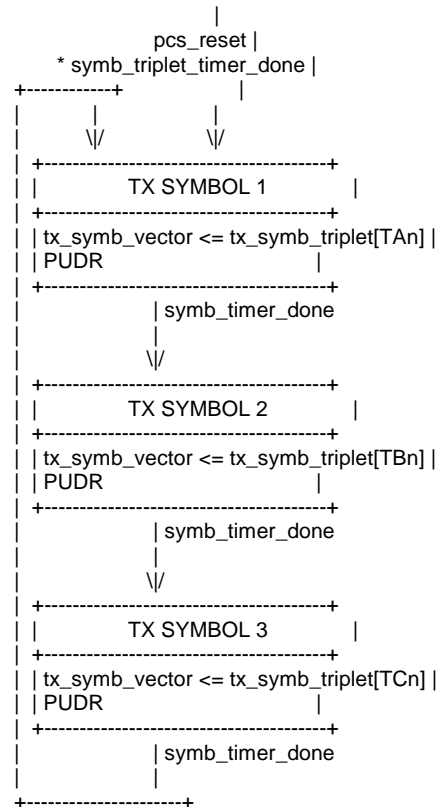 pcs_reset
* symb_triplet_timer_done
TX SYMBOL 1
tx_symb_vector <= tx_symb_triplet[TAn]
PUDR
symb_timer_done
TX SYMBOL 2
tx_symb_vector <= tx_symb_triplet[TBn]
PUDR
symb_timer_done
TX SYMBOL 3
tx_symb_vector <= tx_symb_triplet[TCn]
PUDR
symb_timer_done